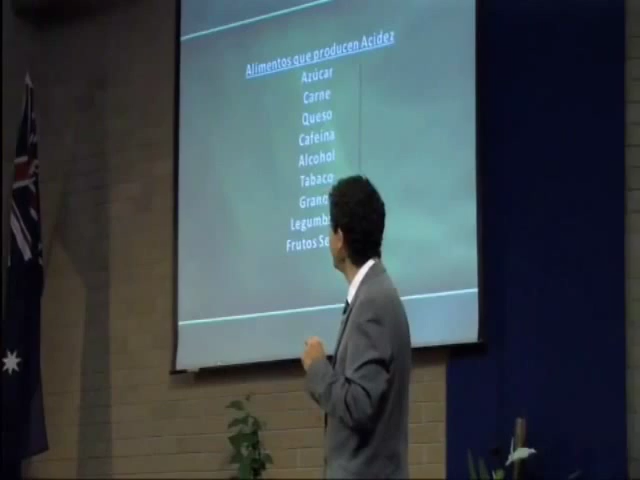 Alimentos que producen Acidez
Azúcar
Carne
Queso
Cafeína
Alcohol
Tabaco